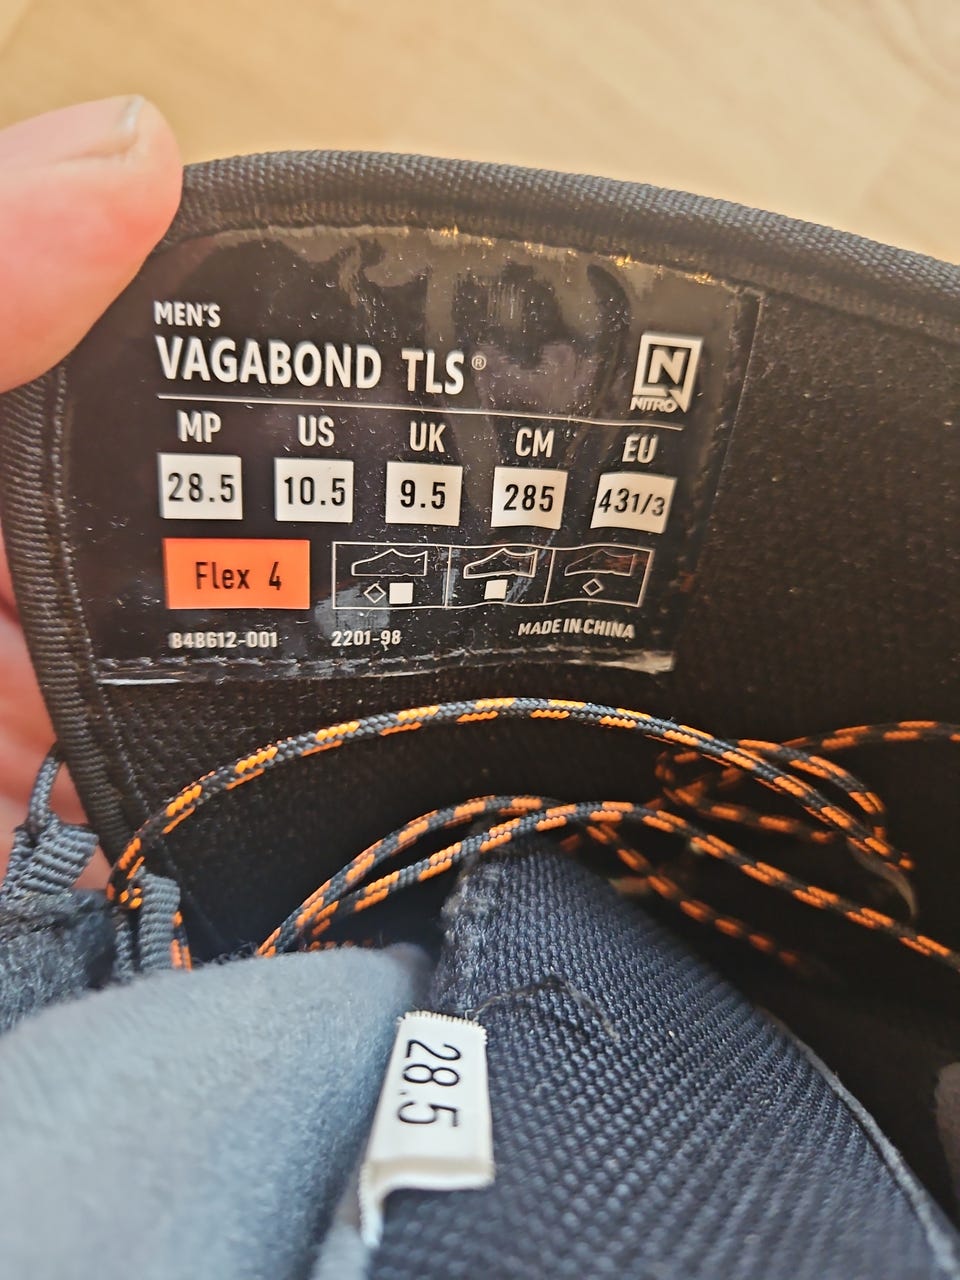 MEN'S
VAGABOND TLS®
N
NITRO
MP US UK CM EU
28.5 10.5 9.5 285 431/3
Flex 4
848612-001 2201-98 MADE IN CHINA
28.5